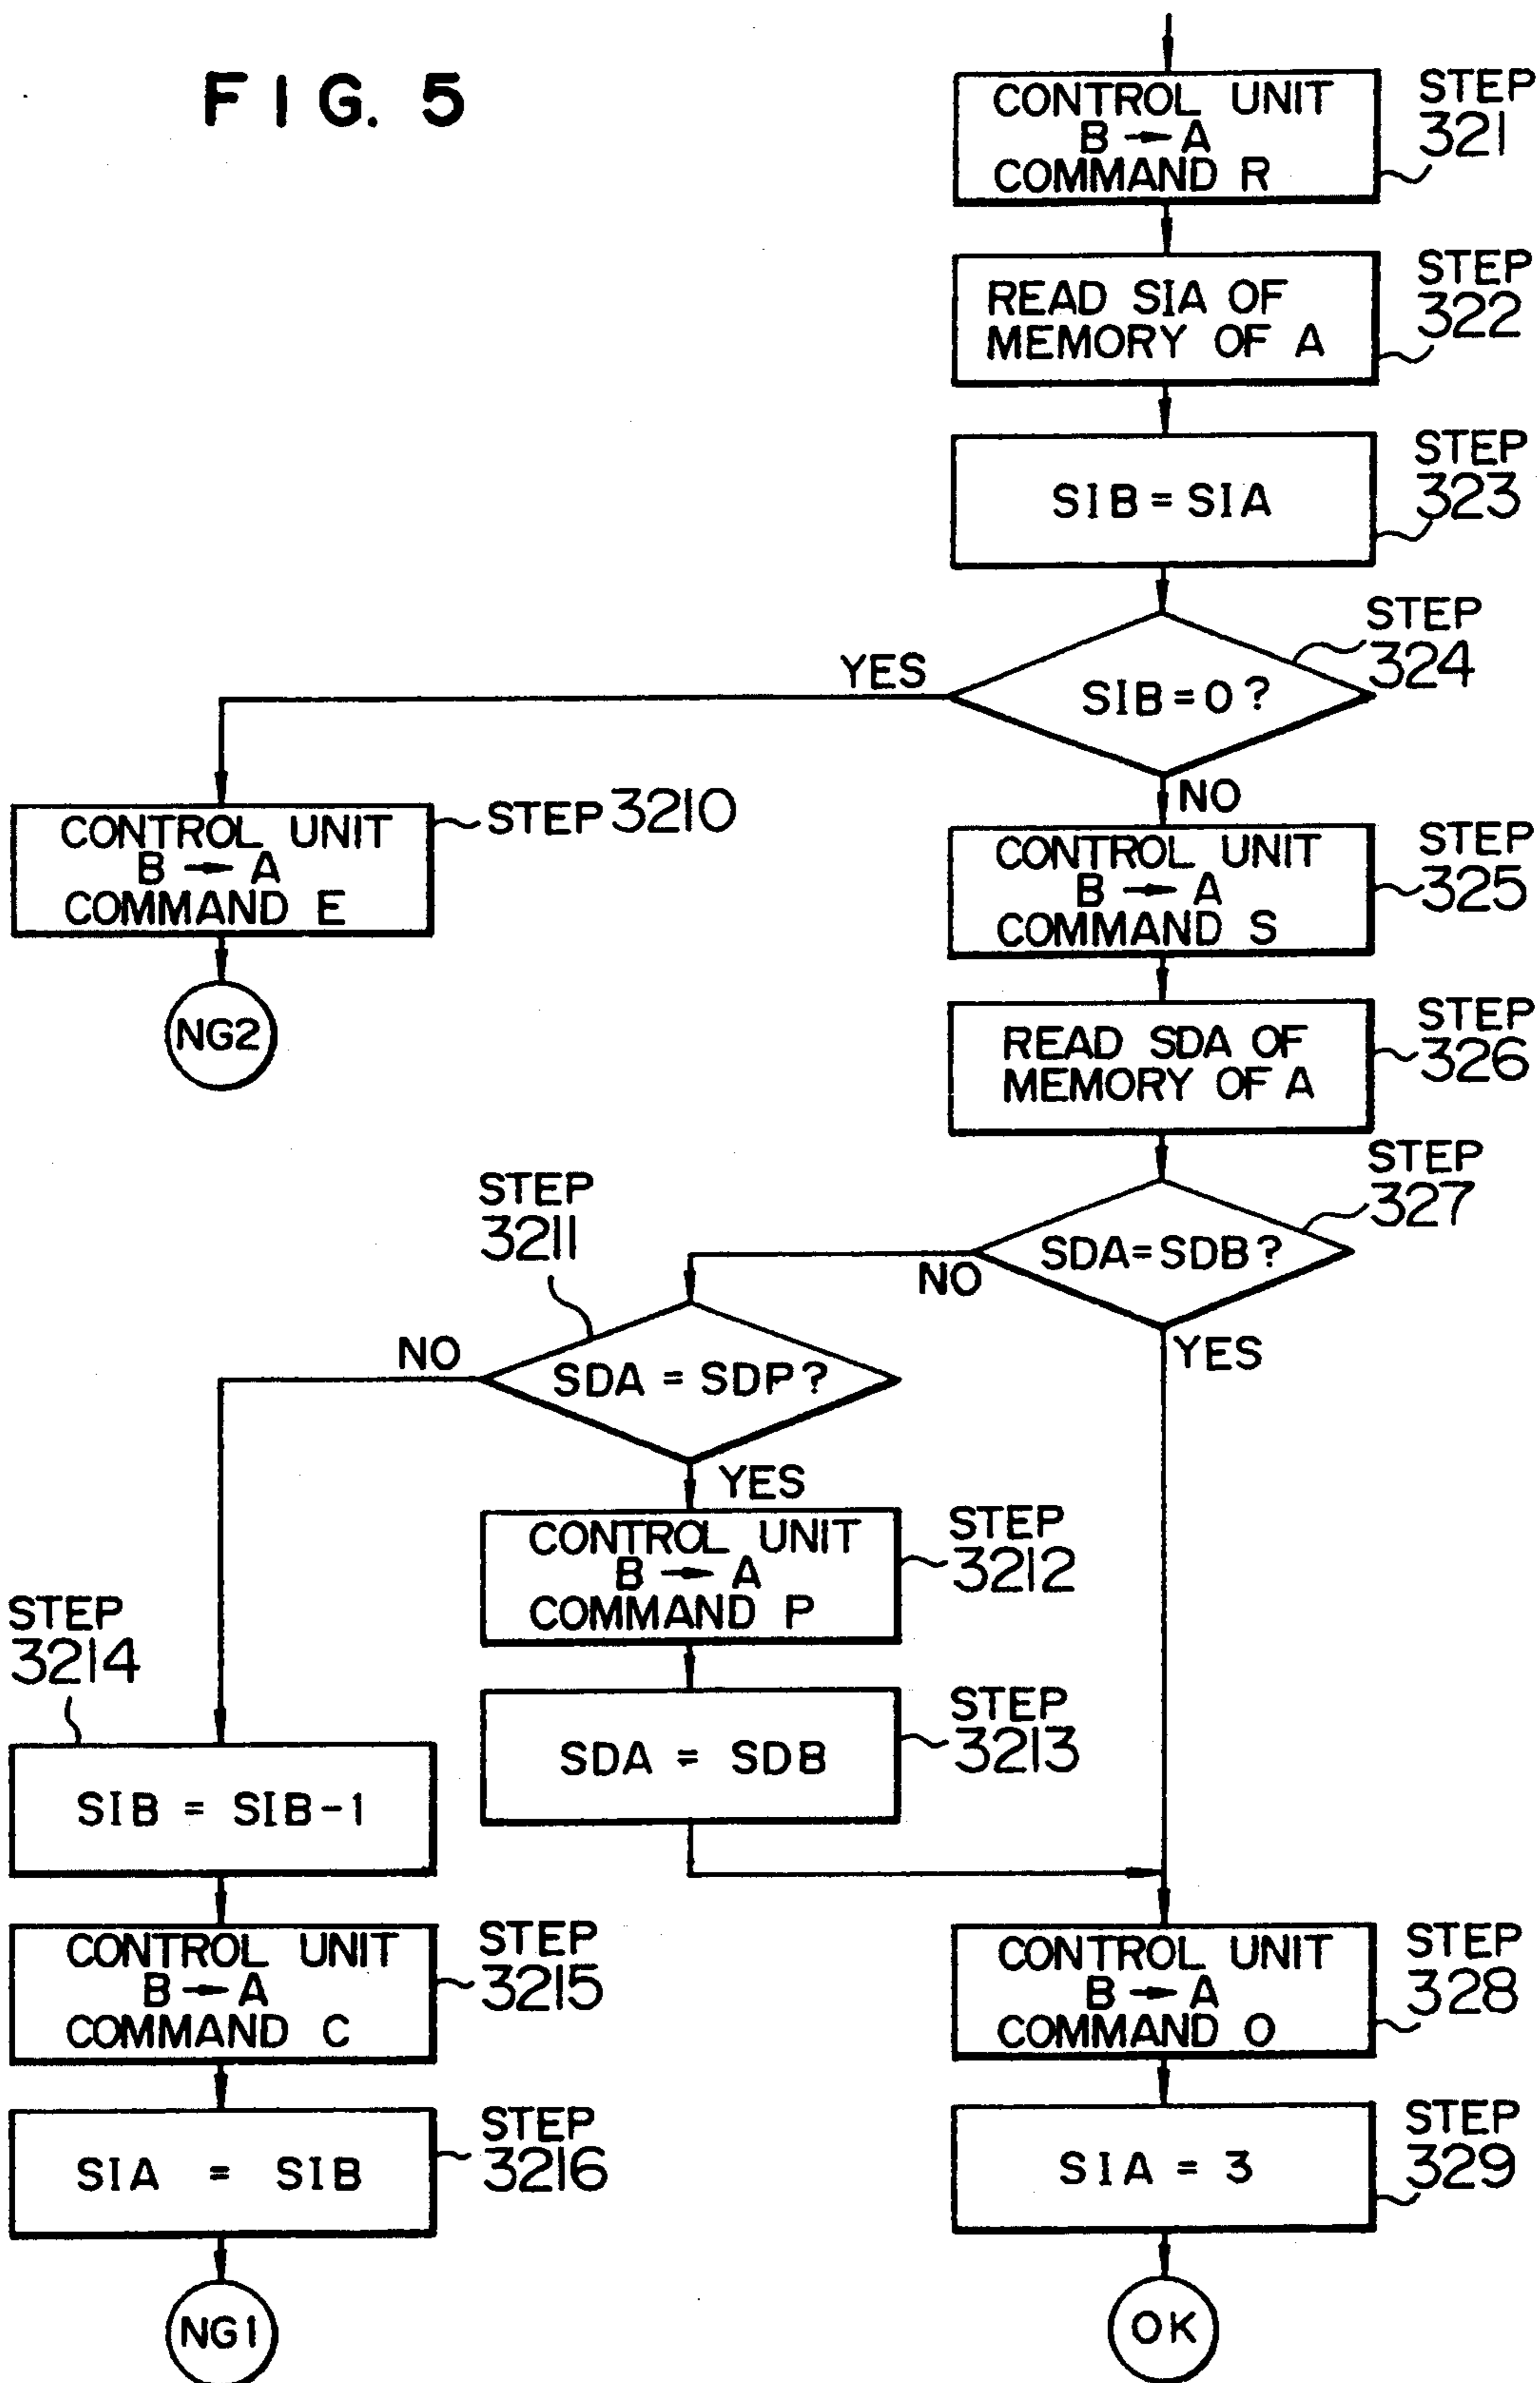 FIG. 5
CONTROL UNIT
B → A
COMMAND R
STEP
321
READ SIA OF
MEMORY OF A
STEP
322
SIB = SIA
STEP
323
SIB = 0 ?
STEP
324
YES
NO
CONTROL UNIT
B → A
COMMAND E
STEP 3210
NG2
CONTROL UNIT
B → A
COMMAND S
STEP
325
READ SDA OF
MEMORY OF A
STEP
326
SDA = SDB ?
STEP
327
NO
YES
STEP
3211
SDA = SDP ?
NO
YES
CONTROL UNIT
B → A
COMMAND P
STEP
3212
SDA = SDB
STEP
3213
STEP
3214
SIB = SIB-1
CONTROL UNIT
B → A
COMMAND C
STEP
3215
SIA = SIB
STEP
3216
NG1
CONTROL UNIT
B → A
COMMAND O
STEP
328
SIA = 3
STEP
329
OK